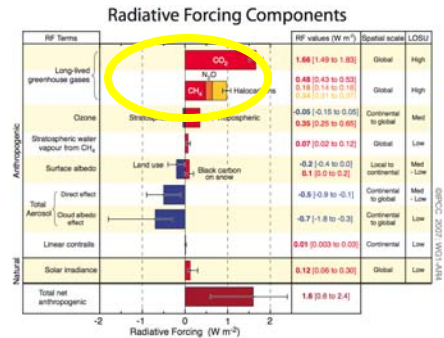 Radiative Forcing Components
RF Terms
RF values (W m⁻²)
Spatial scale
LOSU
Anthropogenic
Long-lived
greenhouse gases
CO₂
N₂O
CH₄
Halocarbons
1.66 [1.49 to 1.83]
Global
High
0.48 [0.43 to 0.53]
0.16 [0.14 to 0.18]
0.34 [0.31 to 0.37]
Global
High
Ozone
Stratospheric
Tropospheric
-0.05 [-0.15 to 0.05]
0.35 [0.25 to 0.65]
Continental
to global
Med
Stratospheric water
vapour from CH₄
0.07 [0.02 to 0.12]
Global
Low
Surface albedo
Land use
Black carbon
on snow
-0.2 [-0.4 to 0.0]
0.1 [0.0 to 0.2]
Local to
continental
Med
- Low
Total
Aerosol
Direct effect
-0.5 [-0.9 to -0.1]
Continental
to global
Med
- Low
Cloud albedo
effect
-0.7 [-1.8 to -0.3]
Continental
to global
Low
Linear contrails
0.01 [0.003 to 0.03]
Continental
Low
Natural
Solar irradiance
0.12 [0.06 to 0.30]
Global
Low
Total net
anthropogenic
1.6 [0.6 to 2.4]
-2
-1
0
1
2
Radiative Forcing (W m⁻²)
©IPCC 2007: WG1-AR4